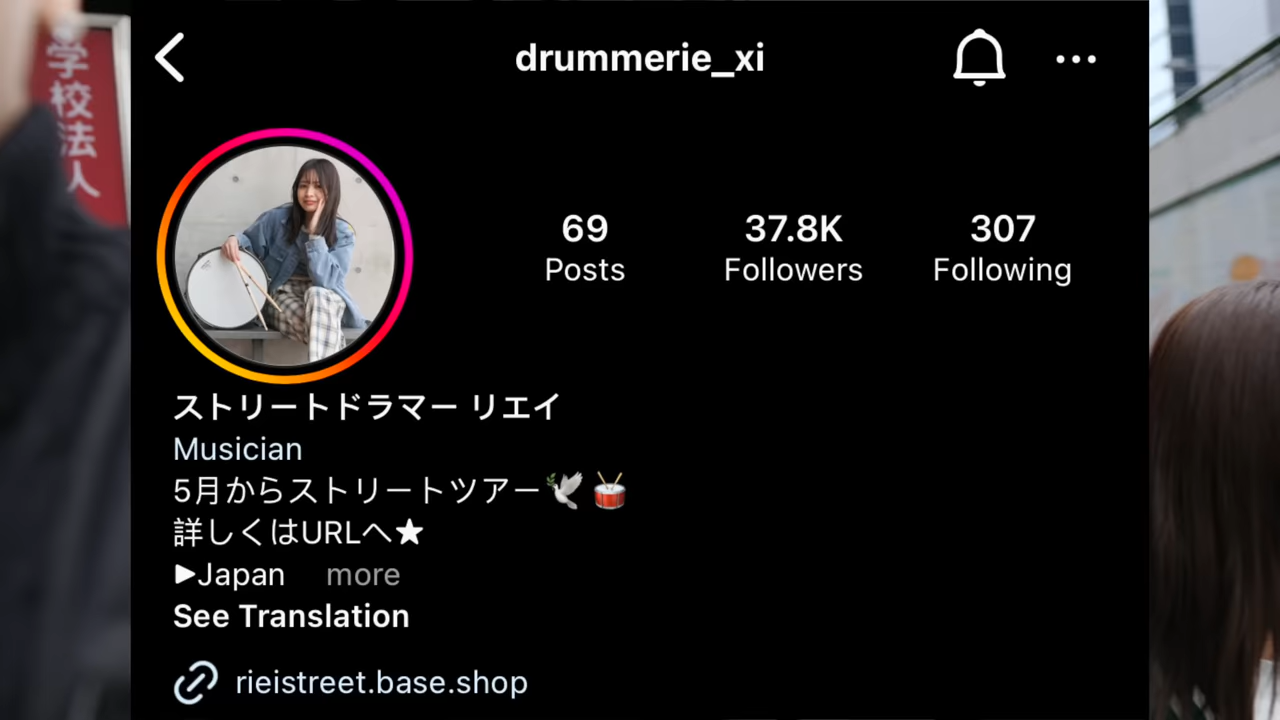 学校法人
drummerie_xi
69
37.8K
307
Posts
Followers
Following
ストリートドラマー リエイ
Musician
5月からストリートツアー🕊️🥁
詳しくはURLへ★
▶Japan more
See Translation
rieistreet.base.shop